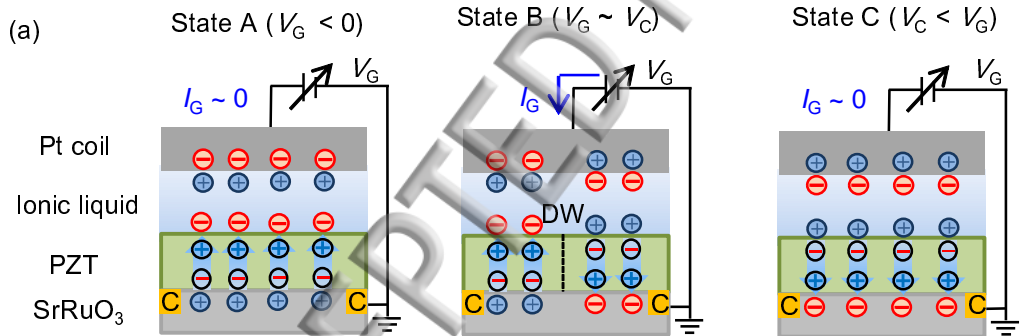 (a)
State A (V_G < 0)
State B (V_G ~ V_C)
State C (V_C < V_G)
V_G
V_G
V_G
I_G ~ 0
I_G
I_G ~ 0
Pt coil
Ionic liquid
DW
PZT
C
C
C
C
C
C
SrRuO₃